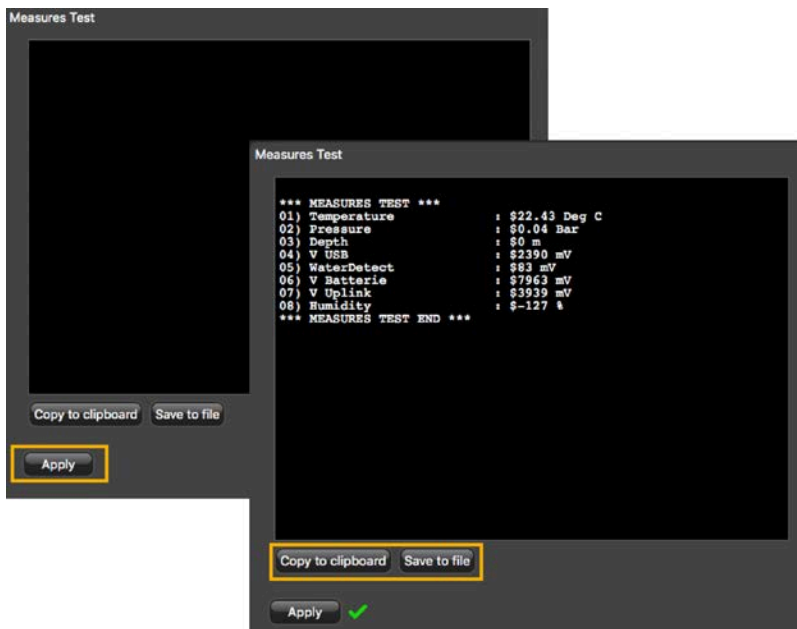 Measures Test
Copy to clipboard Save to file
Apply
Measures Test
*** MEASURES TEST ***
01) Temperature : $22.43 Deg C
02) Pressure : $0.04 Bar
03) Depth : $0 m
04) V USB : $2390 mV
05) WaterDetect : $83 mV
06) V Batterie : $7963 mV
07) V Uplink : $3939 mV
08) Humidity : $-127 %
*** MEASURES TEST END ***
Copy to clipboard Save to file
Apply